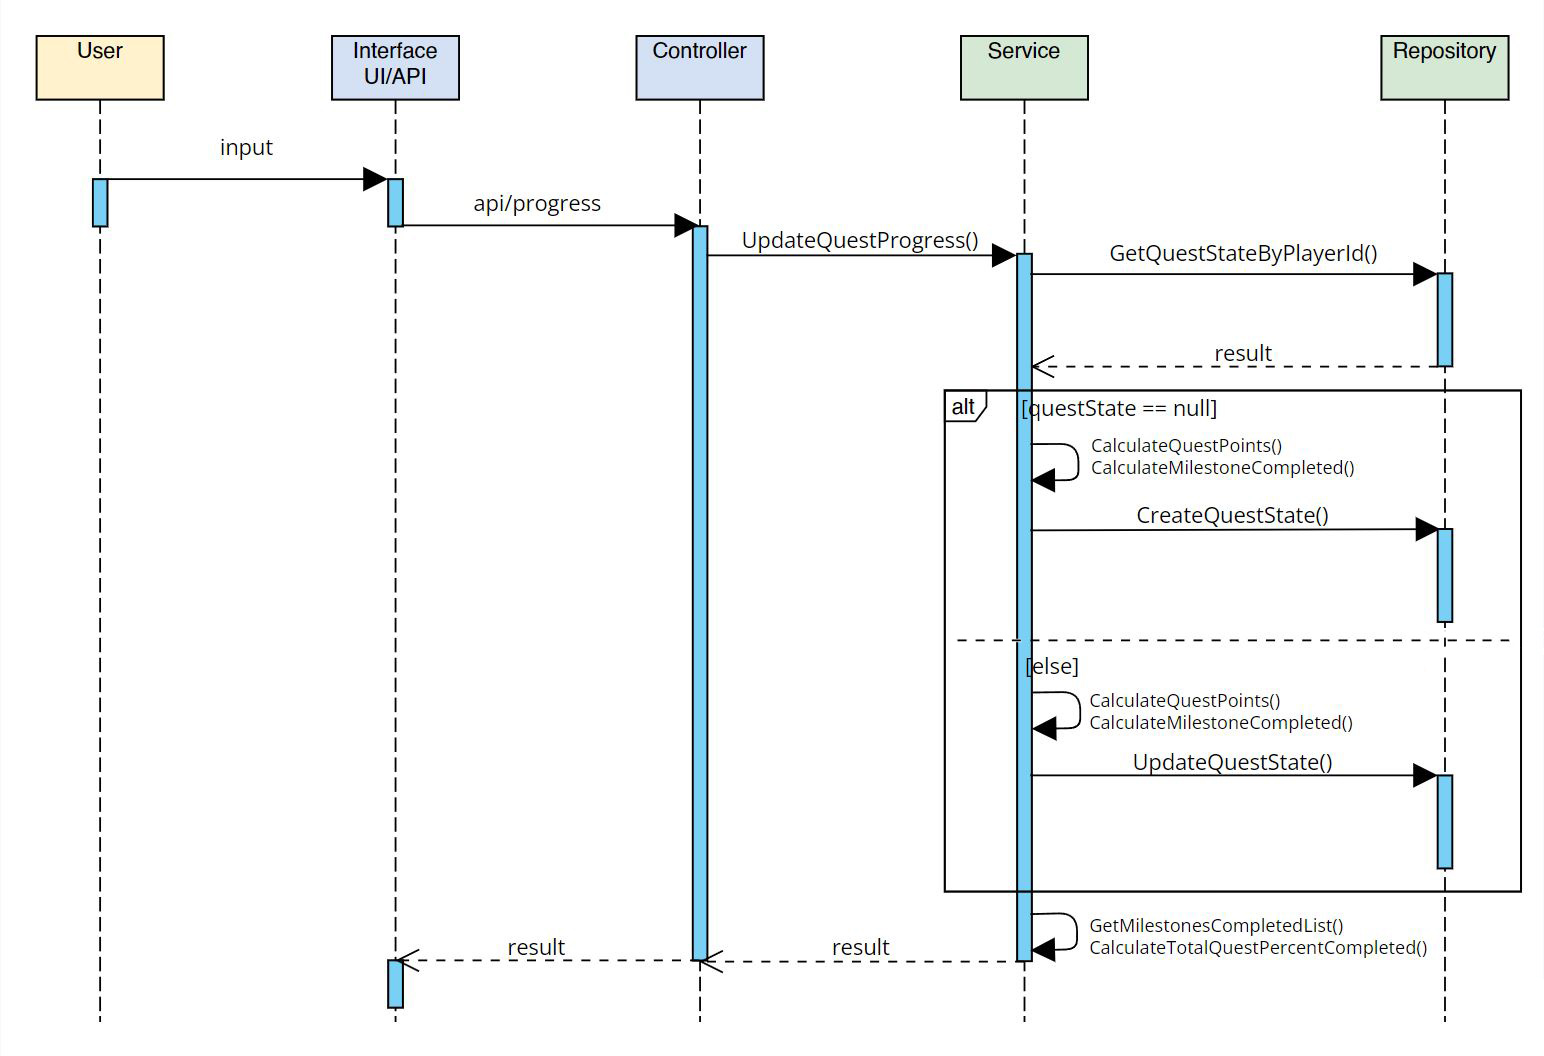 User
Interface
UI/API
Controller
Service
Repository
input
api/progress
UpdateQuestProgress()
GetQuestStateByPlayerId()
result
alt
[questState == null]
CalculateQuestPoints()
CalculateMilestoneCompleted()
CreateQuestState()
[else]
CalculateQuestPoints()
CalculateMilestoneCompleted()
UpdateQuestState()
GetMilestonesCompletedList()
CalculateTotalQuestPercentCompleted()
result
result